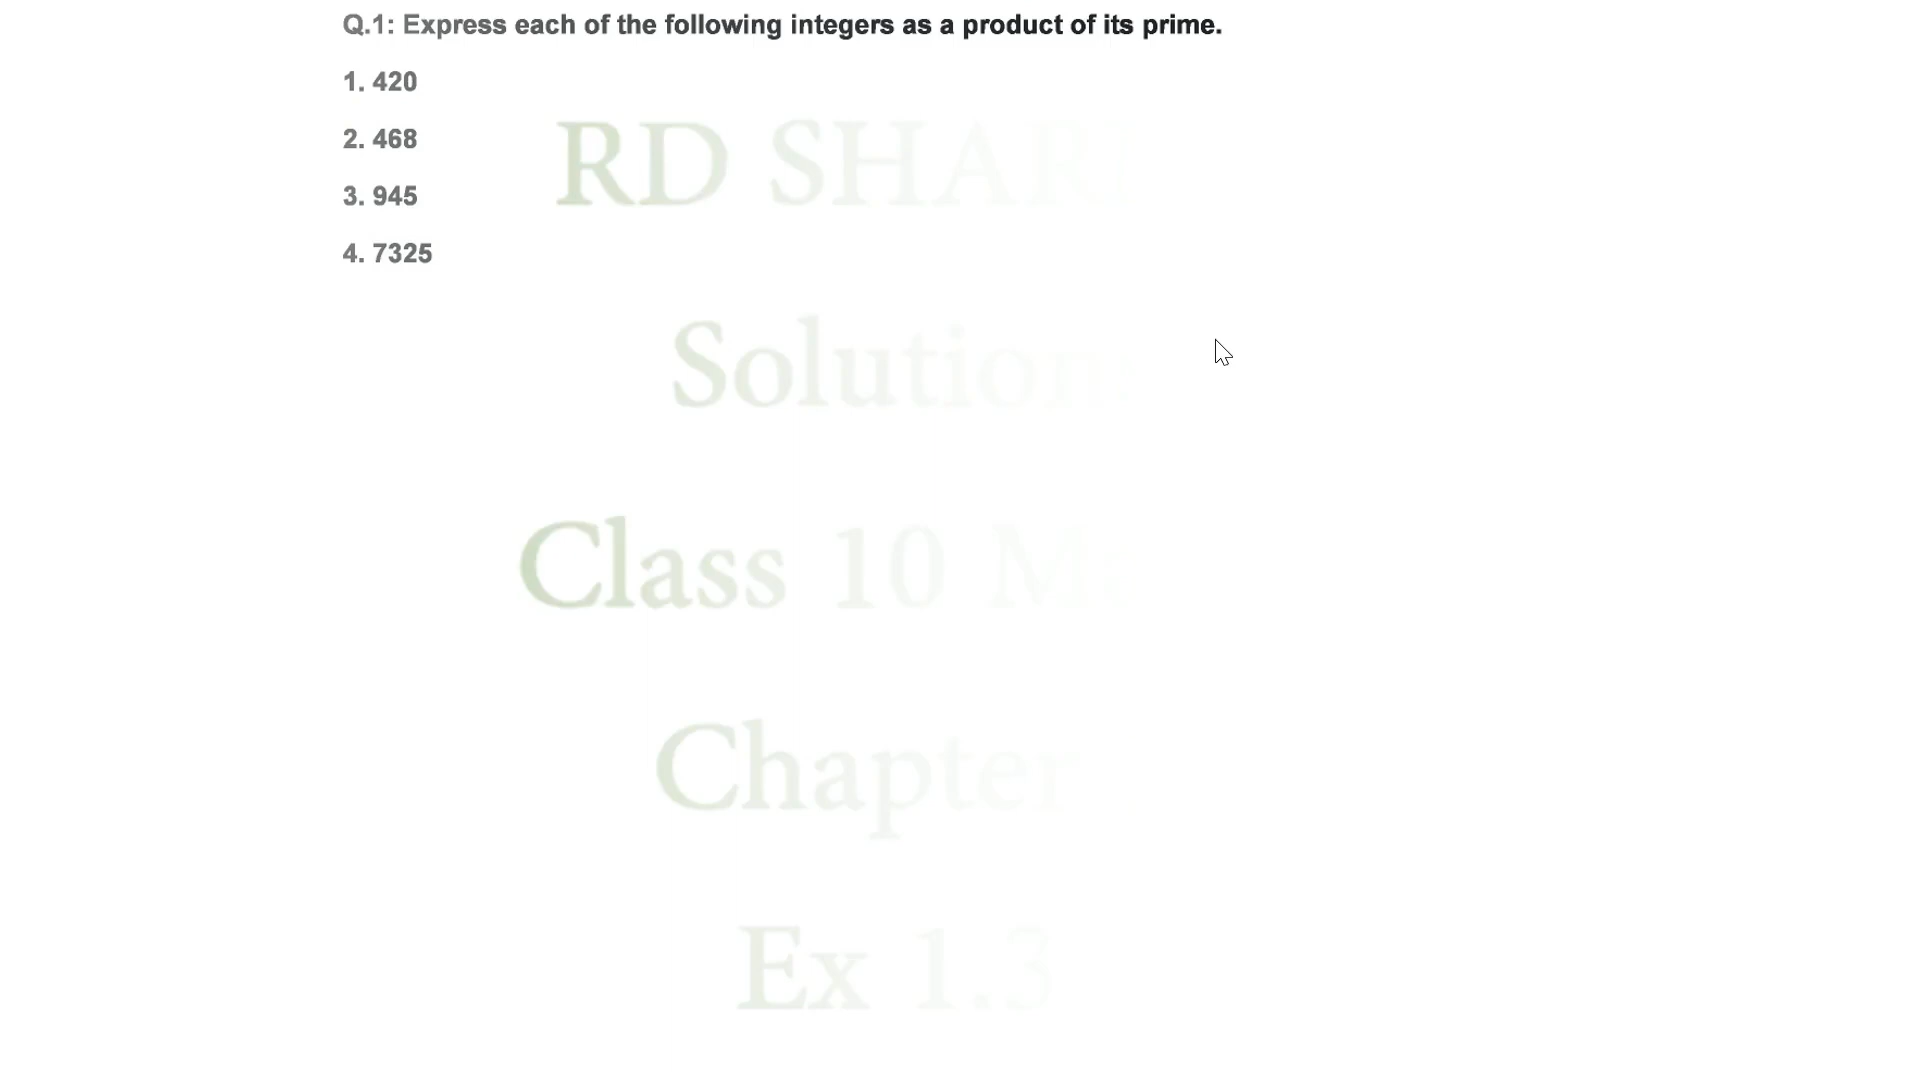 Q.1: Express each of the following integers as a product of its prime.
1. 420
2. 468
RD
3. 945
4. 7325
Solution
Class 10
Chapter
Ex 1.3